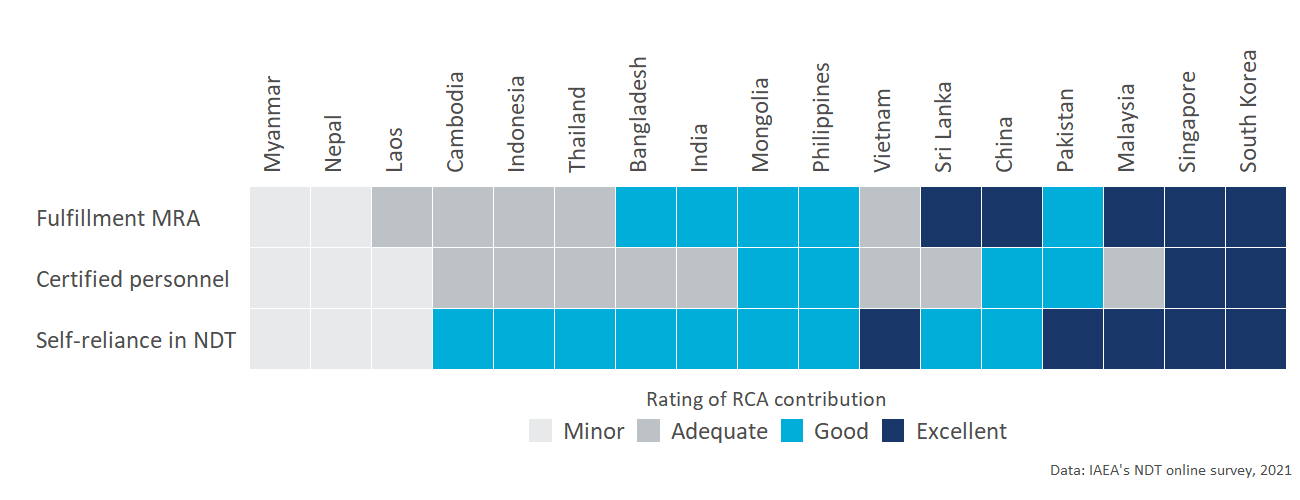 Myanmar
Nepal
Laos
Cambodia
Indonesia
Thailand
Bangladesh
India
Mongolia
Philippines
Vietnam
Sri Lanka
China
Pakistan
Malaysia
Singapore
South Korea
Fulfillment MRA
Certified personnel
Self-reliance in NDT
Rating of RCA contribution
Minor Adequate Good Excellent
Data: IAEA's NDT online survey, 2021